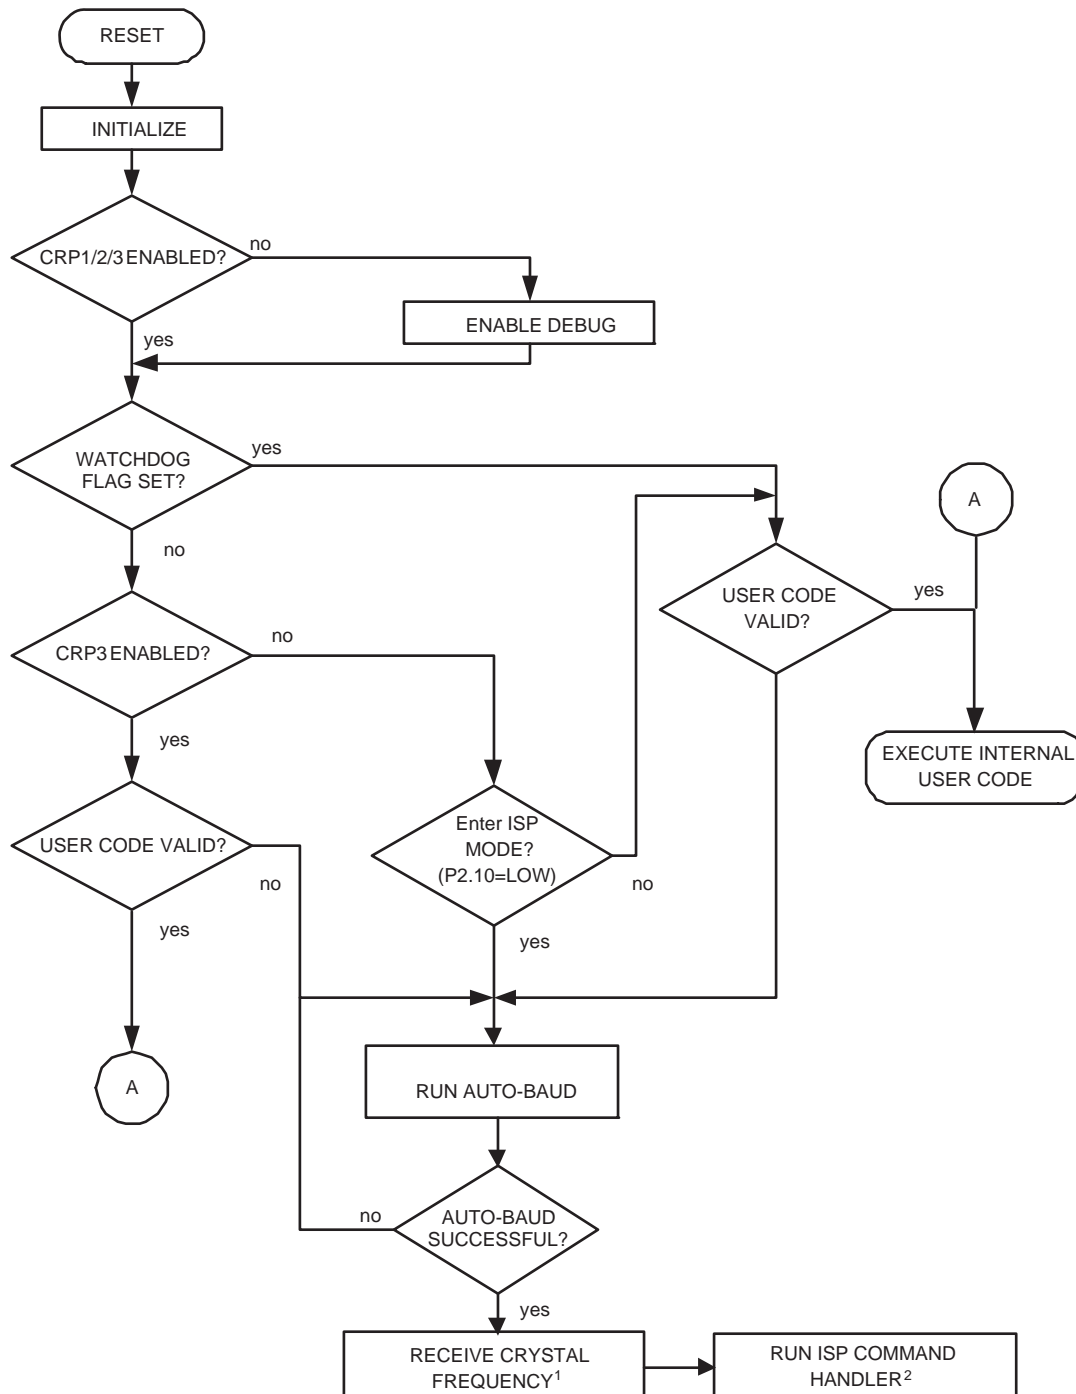 RESET
INITIALIZE
CRP1/2/3 ENABLED?
no
ENABLE DEBUG
yes
WATCHDOG
FLAG SET?
yes
no
A
USER CODE
VALID?
yes
CRP3 ENABLED?
no
yes
EXECUTE INTERNAL
USER CODE
USER CODE VALID?
no
yes
Enter ISP
MODE?
(P2.10=LOW)
no
yes
A
RUN AUTO-BAUD
AUTO-BAUD
SUCCESSFUL?
no
yes
RECEIVE CRYSTAL
FREQUENCY1
RUN ISP COMMAND
HANDLER2